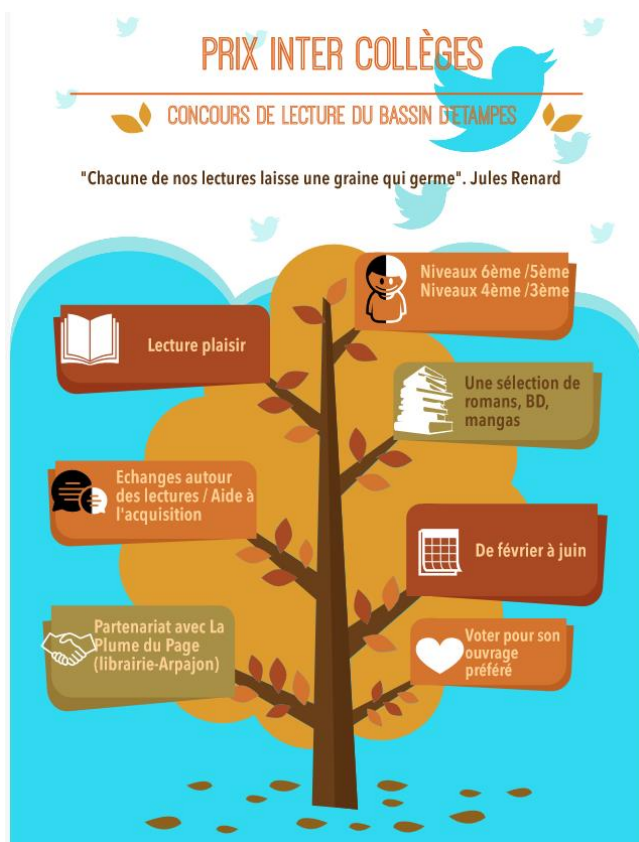 PRIX INTER COLLÈGES
CONCOURS DE LECTURE DU BASSIN D'ETAMPES
"Chacune de nos lectures laisse une graine qui germe". Jules Renard
Niveaux 6ème /5ème
Niveaux 4ème /3ème
Lecture plaisir
Une sélection de
romans, BD,
mangas
Echanges autour
des lectures / Aide à
l'acquisition
De février à juin
Partenariat avec La
Plume du Page
(librairie-Arpajon)
Voter pour son
ouvrage
préféré